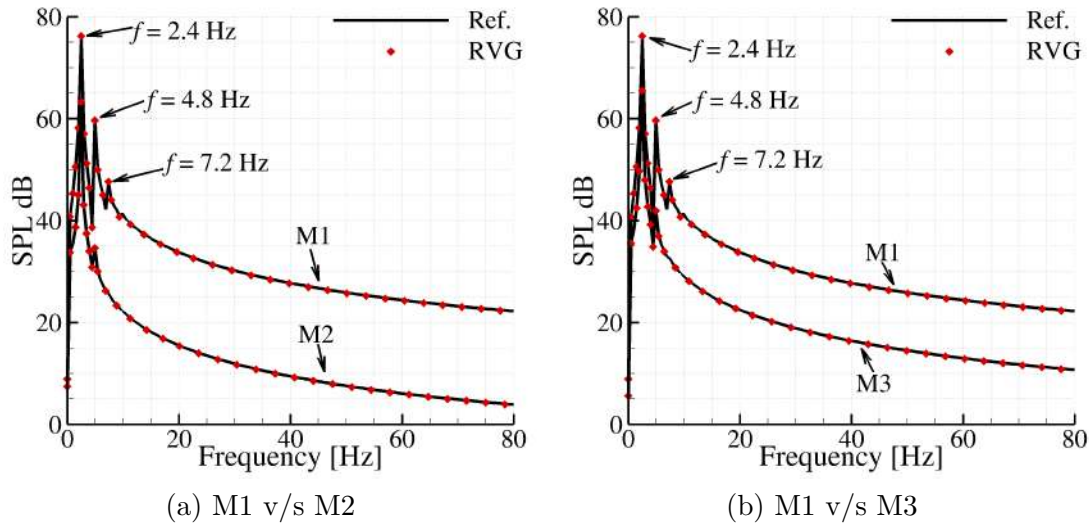 80
60
40
20
0
SPL dB
Ref.
RVG
f = 2.4 Hz
f = 4.8 Hz
f = 7.2 Hz
M1
M2
0 20 40 60 80
Frequency [Hz]
(a) M1 v/s M2
80
60
40
20
0
SPL dB
Ref.
RVG
f = 2.4 Hz
f = 4.8 Hz
f = 7.2 Hz
M1
M3
0 20 40 60 80
Frequency [Hz]
(b) M1 v/s M3